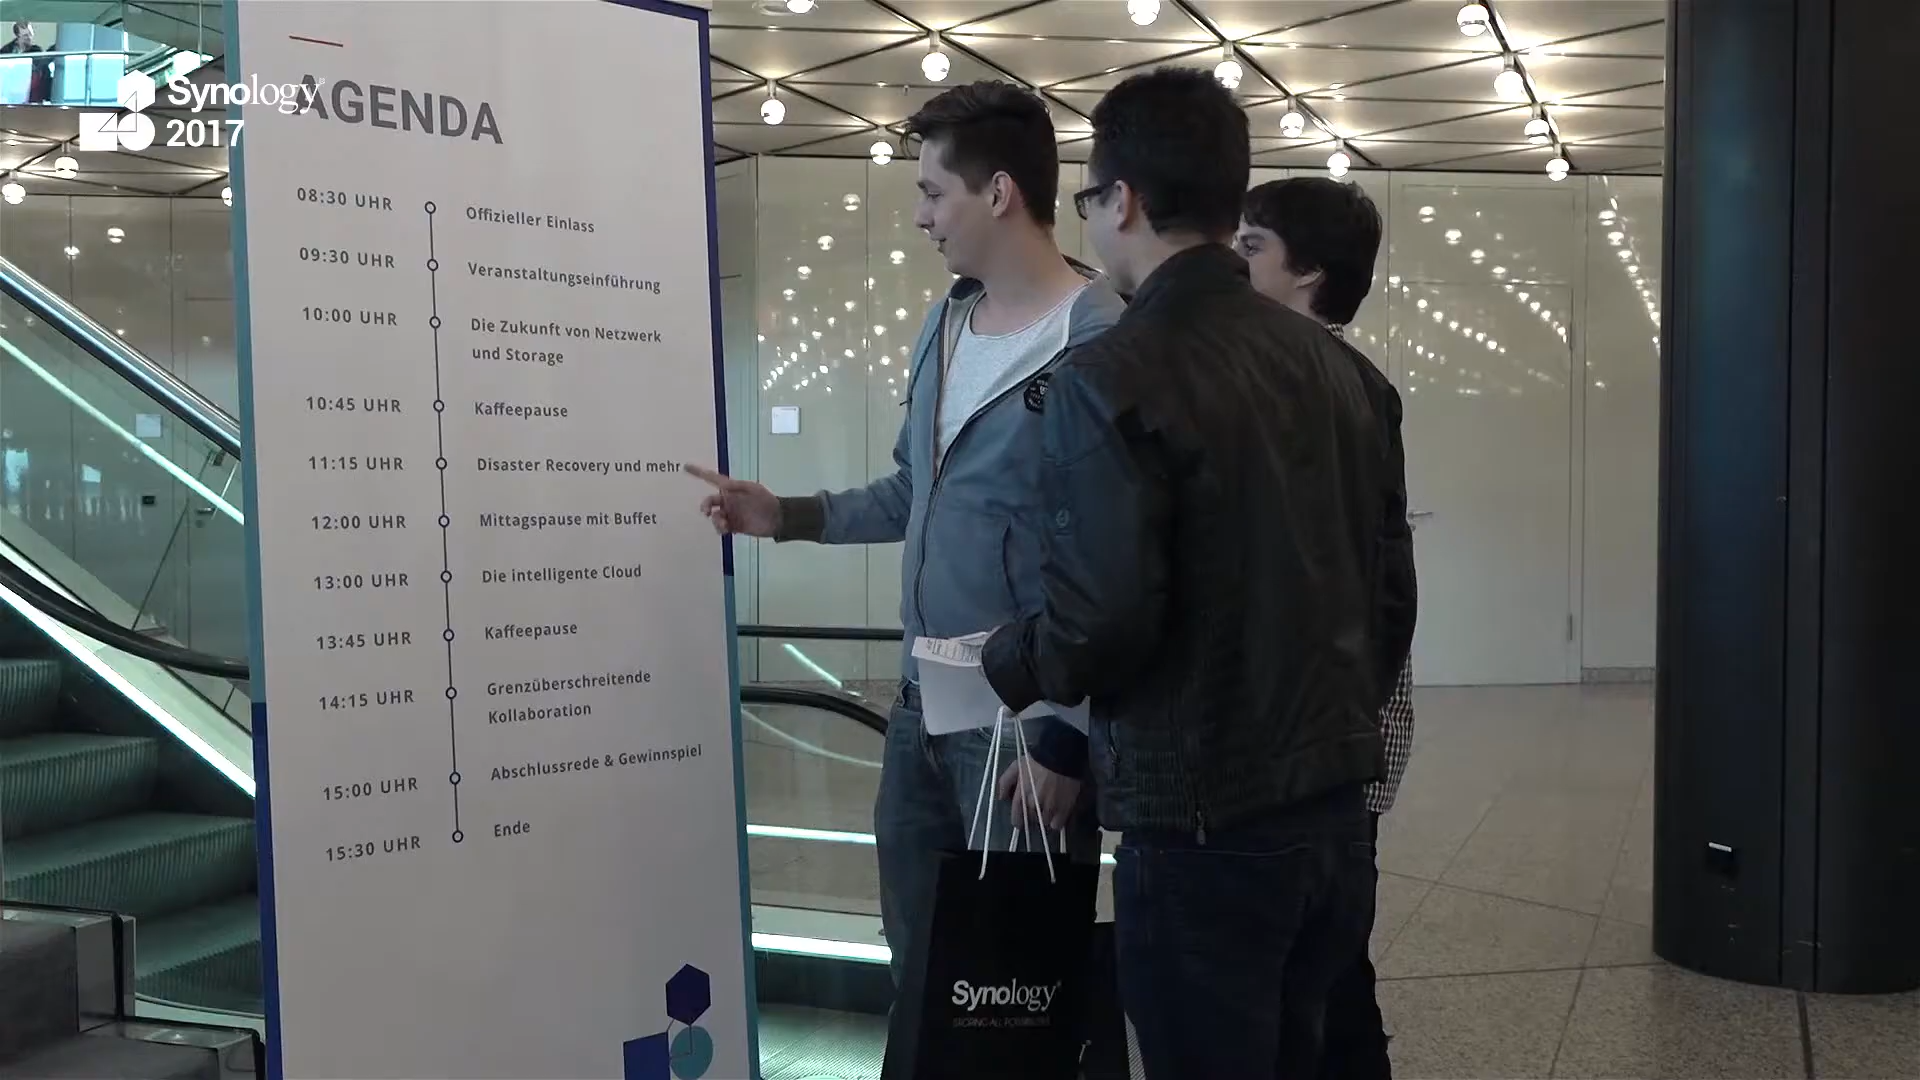 Synology
2017
AGENDA
08:30 UHR Offizieller Einlass
09:30 UHR Veranstaltungseinführung
10:00 UHR Die Zukunft von Netzwerk
und Storage
10:45 UHR Kaffeepause
11:15 UHR Disaster Recovery und mehr
12:00 UHR Mittagspause mit Buffet
13:00 UHR Die intelligente Cloud
13:45 UHR Kaffeepause
14:15 UHR Grenzüberschreitende
Kollaboration
15:00 UHR Abschlussrede & Gewinnspiel
15:30 UHR Ende
Synology